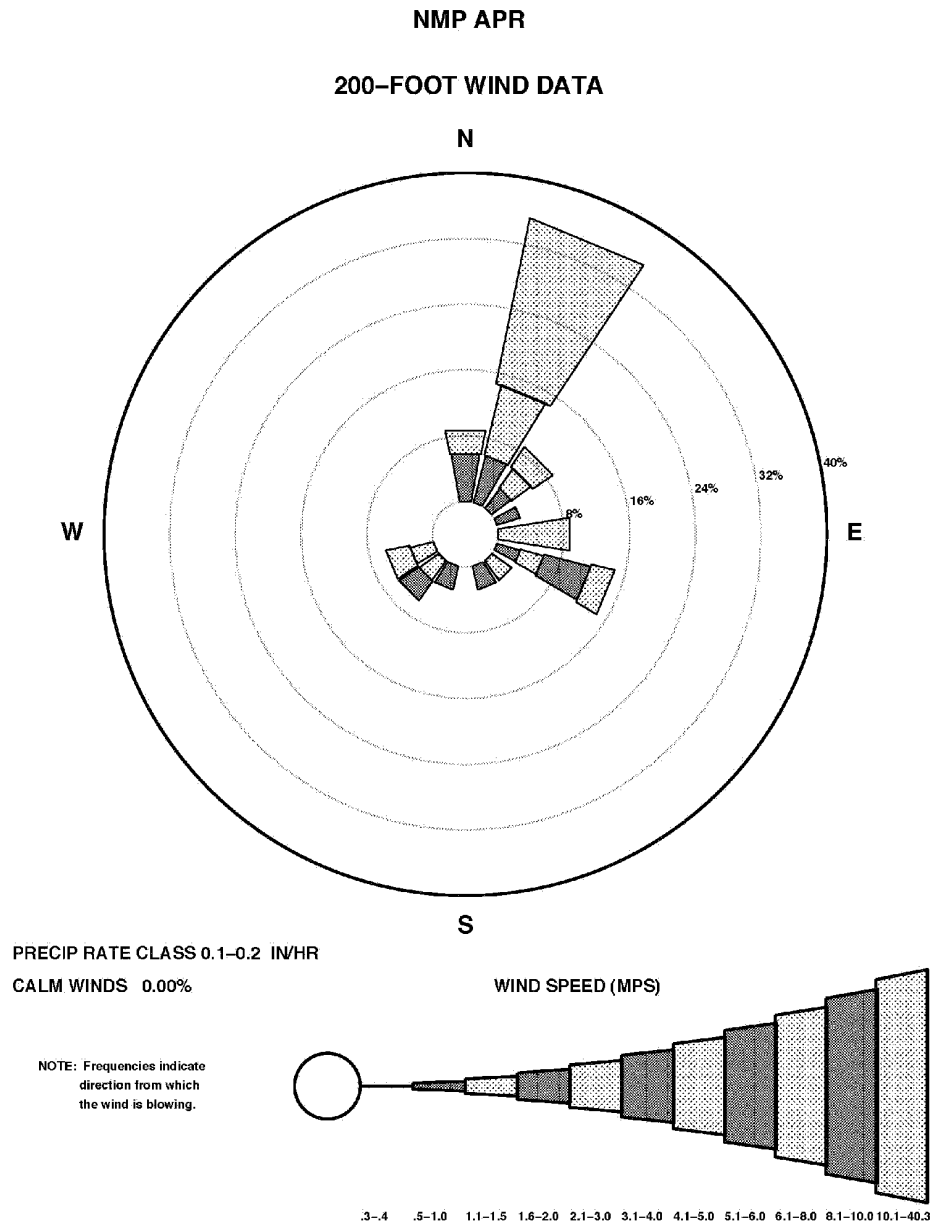 NMP APR
200–FOOT WIND DATA
N
40%
32%
24%
16%
8%
W
E
S
PRECIP RATE CLASS 0.1–0.2 IN/HR
CALM WINDS 0.00%
WIND SPEED (MPS)
NOTE: Frequencies indicate
direction from which
the wind is blowing.
.3–.4 .5–1.0 1.1–1.5 1.6–2.0 2.1–3.0 3.1–4.0 4.1–5.0 5.1–6.0 6.1–8.0 8.1–10.0 10.1–40.3